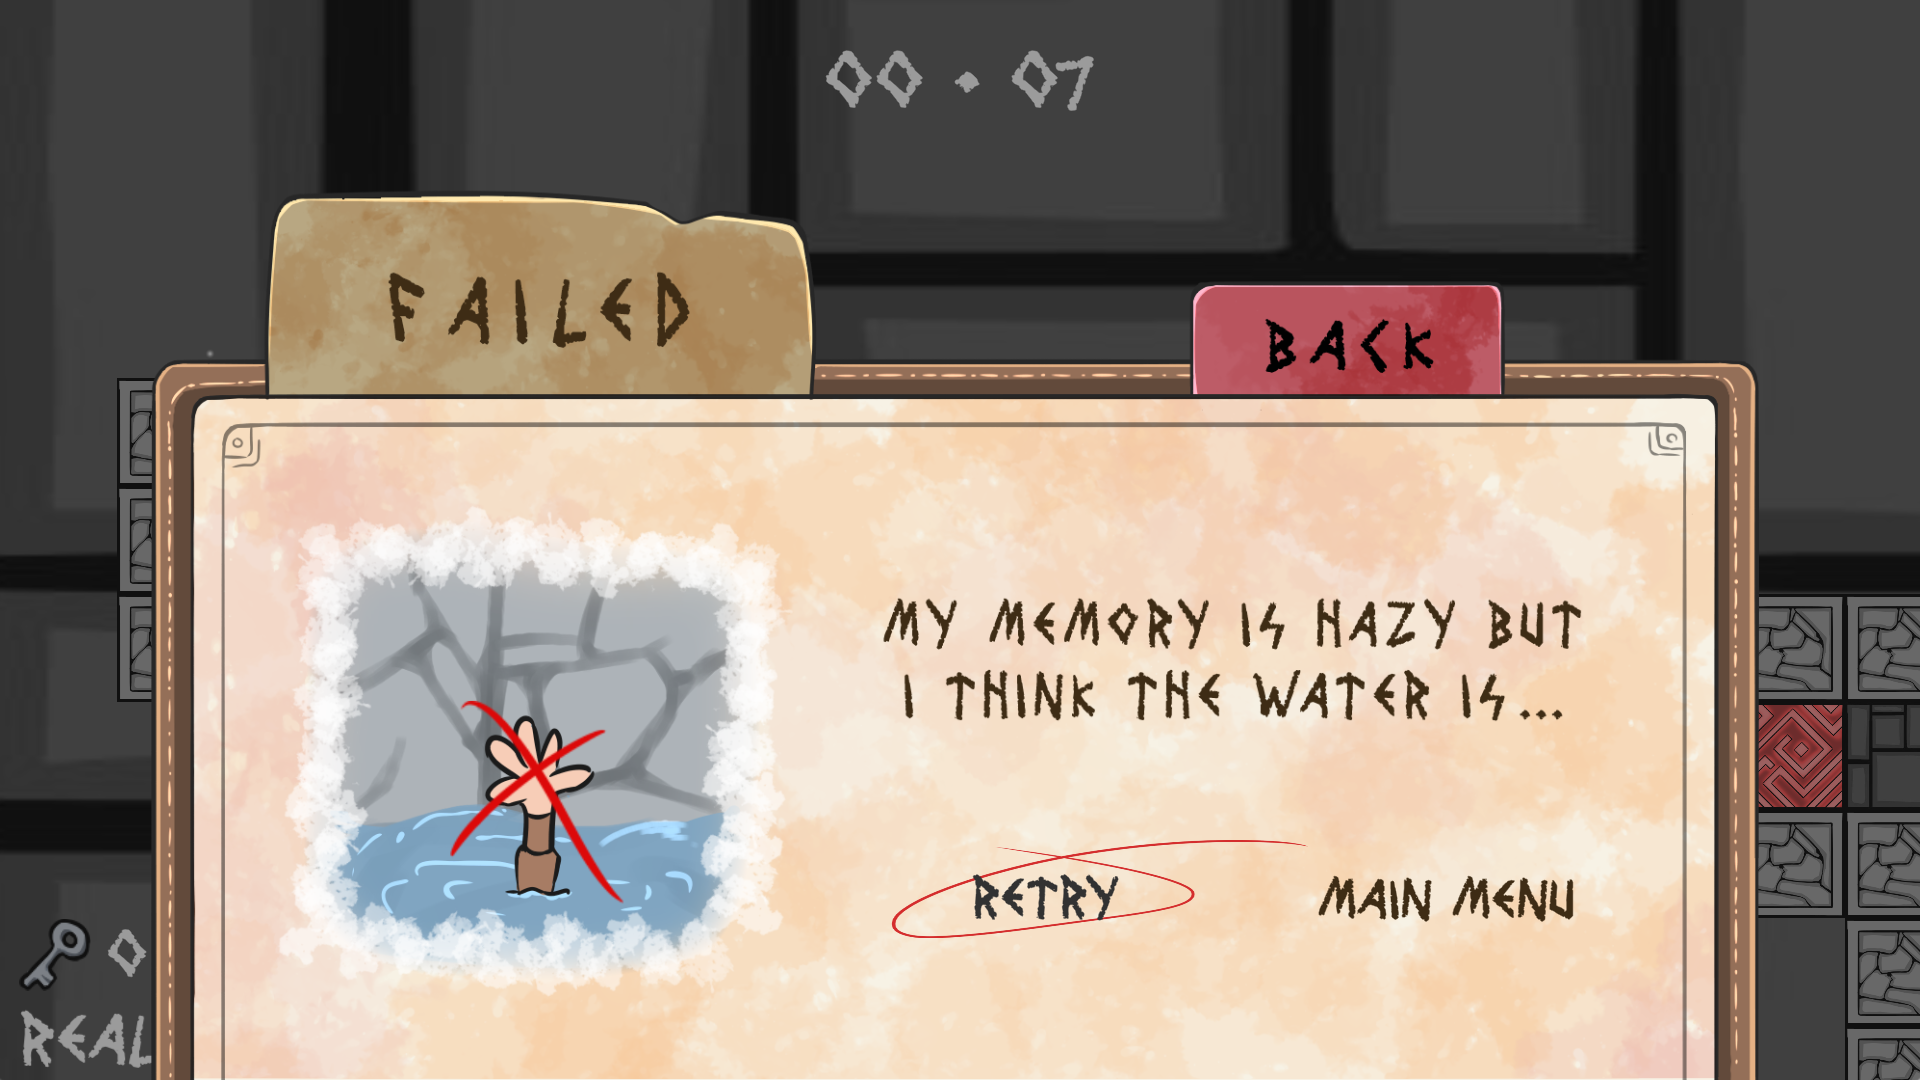 00 · 07
FAILED
BACK
MY MEMORY IS HAZY BUT
I THINK THE WATER IS...
RETRY
MAIN MENU
0
REAL